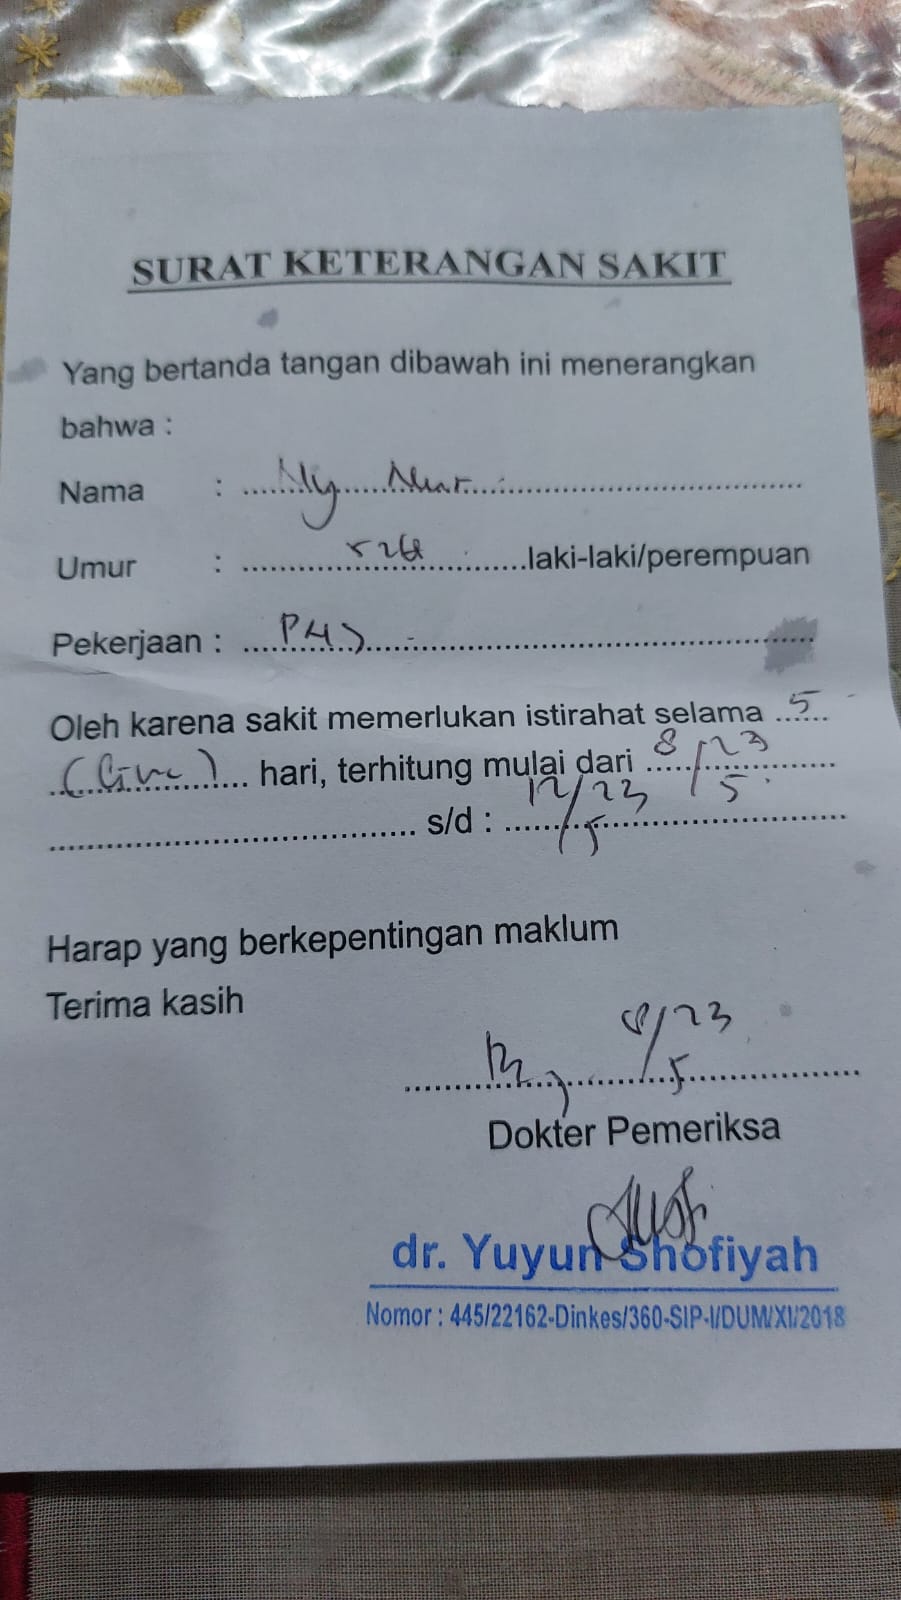 SURAT KETERANGAN SAKIT
Yang bertanda tangan dibawah ini menerangkan
bahwa :
Nama : Ny Nur
Umur : 52 laki-laki/perempuan
Pekerjaan : PNS
Oleh karena sakit memerlukan istirahat selama 5
(lima) hari, terhitung mulai dari 8/5 23
s/d : 12/5 23
Harap yang berkepentingan maklum
Terima kasih
8/5 23
Dokter Pemeriksa
dr. Yuyun Shofiyah
Nomor : 445/22162-Dinkes/360-SIP-I/DUM/XI/2018